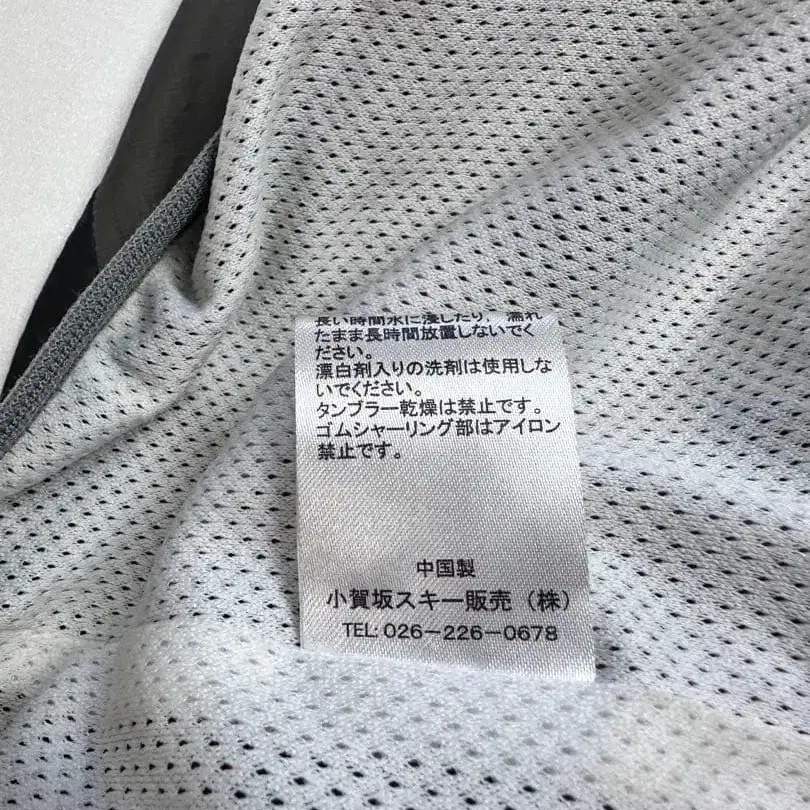 長い時間水に浸したり、濡れ
たまま長時間放置しないでく
ださい。
漂白剤入りの洗剤は使用しな
いでください。
タンブラー乾燥は禁止です。
ゴムシャーリング部はアイロン
禁止です。
中国製
小賀坂スキー販売（株）
TEL：026-226-0678